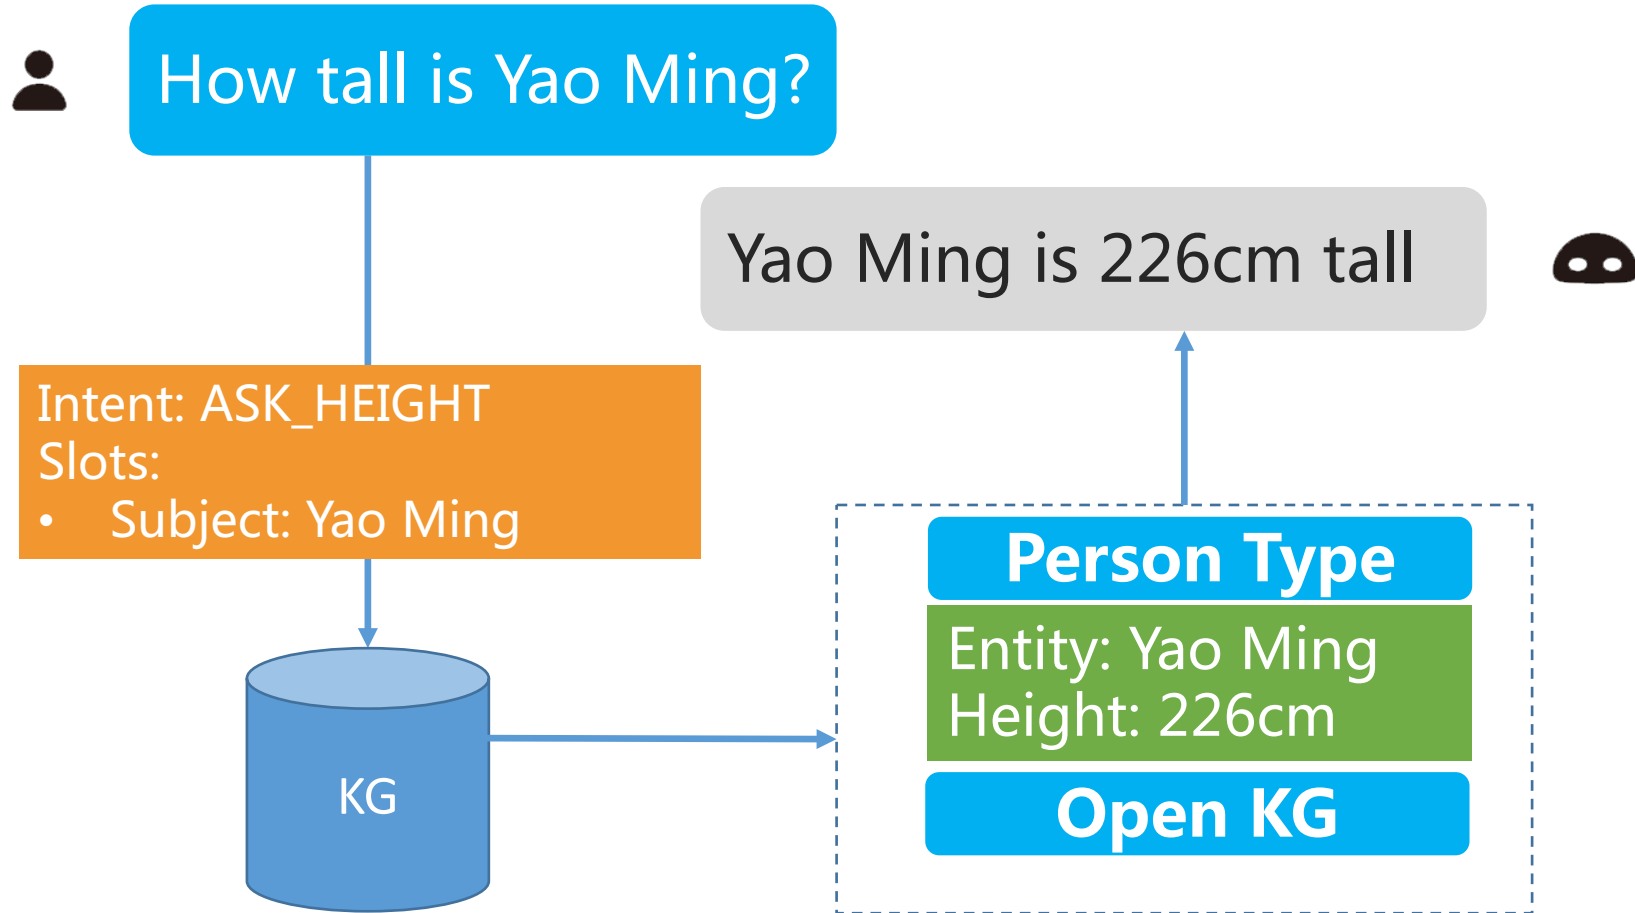 How tall is Yao Ming?
Yao Ming is 226cm tall
Intent: ASK_HEIGHT
Slots:
• Subject: Yao Ming
KG
Person Type
Entity: Yao Ming
Height: 226cm
Open KG